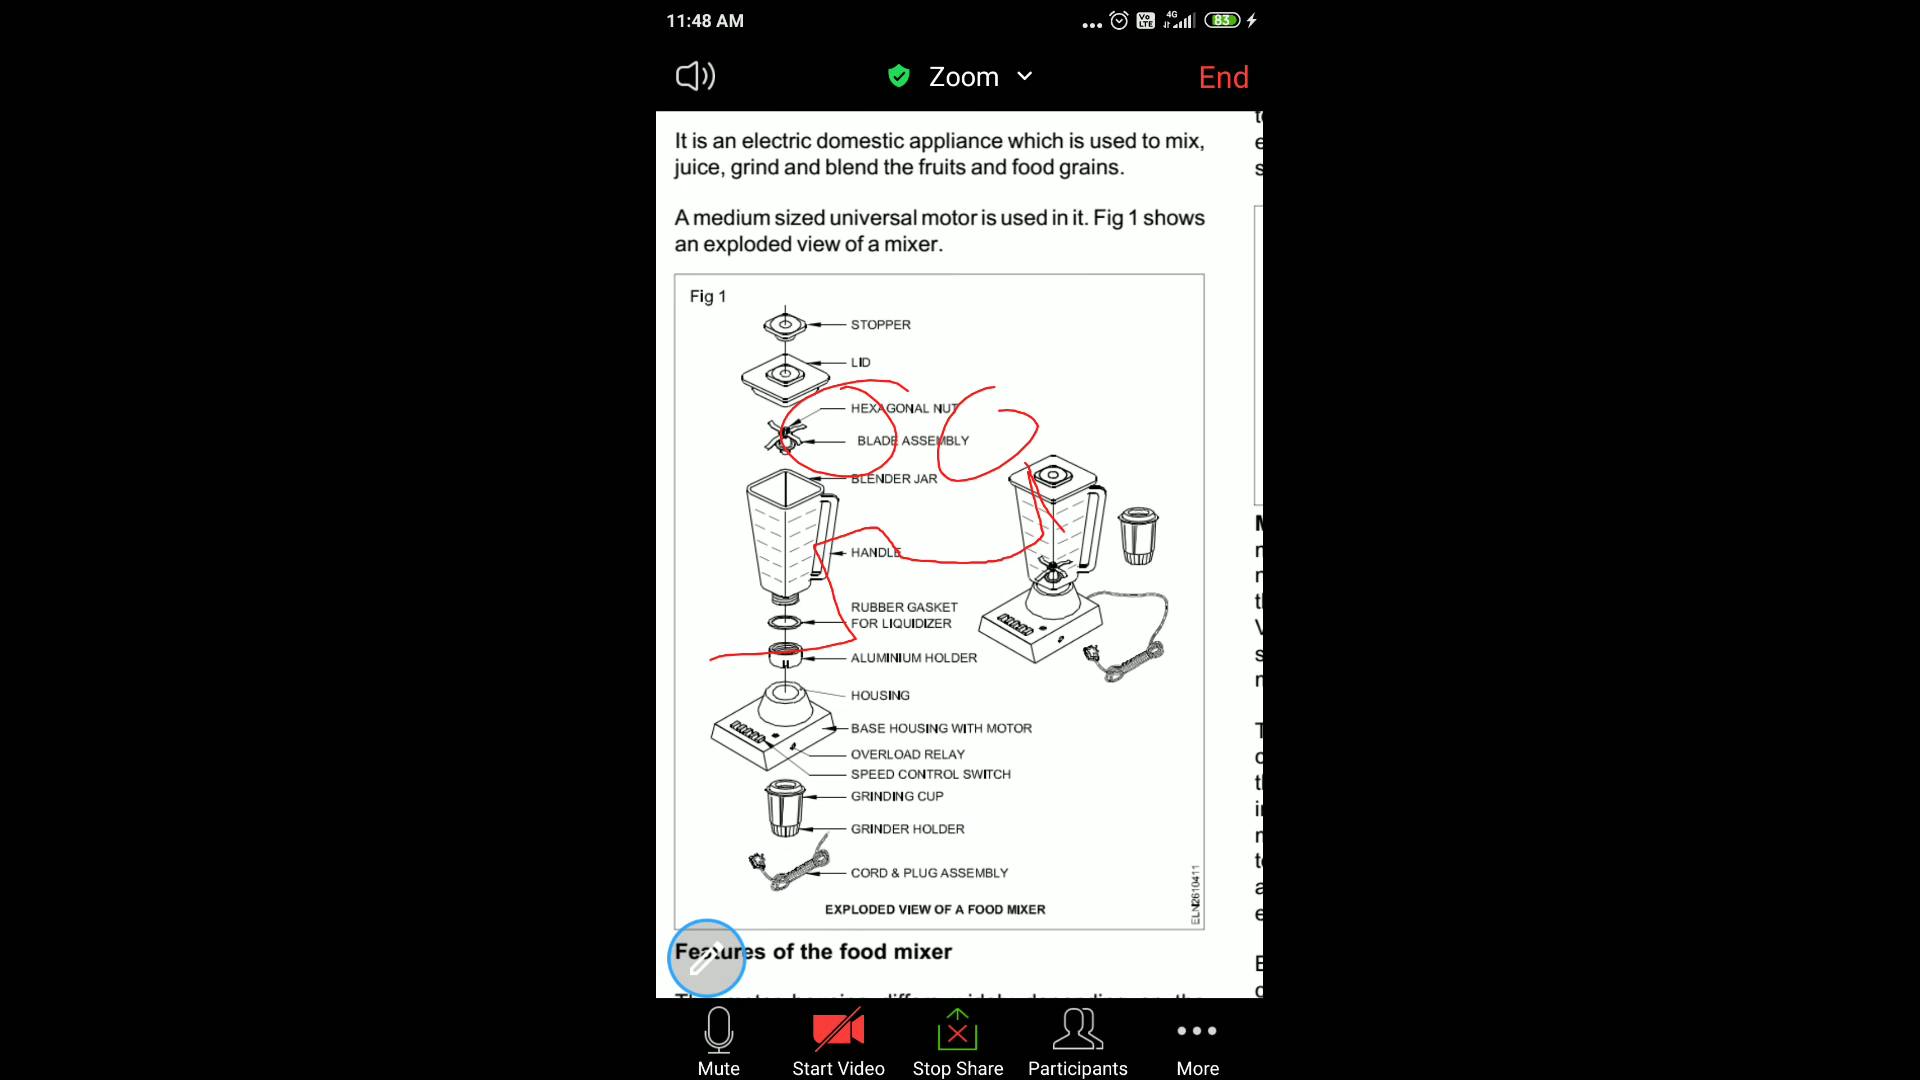 11:48 AM
Vo LTE
4G
83
Zoom
End
It is an electric domestic appliance which is used to mix,
juice, grind and blend the fruits and food grains.
A medium sized universal motor is used in it. Fig 1 shows
an exploded view of a mixer.
Fig 1
STOPPER
LID
HEXAGONAL NUT
BLADE ASSEMBLY
BLENDER JAR
HANDLE
RUBBER GASKET
FOR LIQUIDIZER
ALUMINIUM HOLDER
HOUSING
BASE HOUSING WITH MOTOR
OVERLOAD RELAY
SPEED CONTROL SWITCH
GRINDING CUP
GRINDER HOLDER
CORD & PLUG ASSEMBLY
EXPLODED VIEW OF A FOOD MIXER
ELN2610411
Features of the food mixer
Mute
Start Video
Stop Share
Participants
More